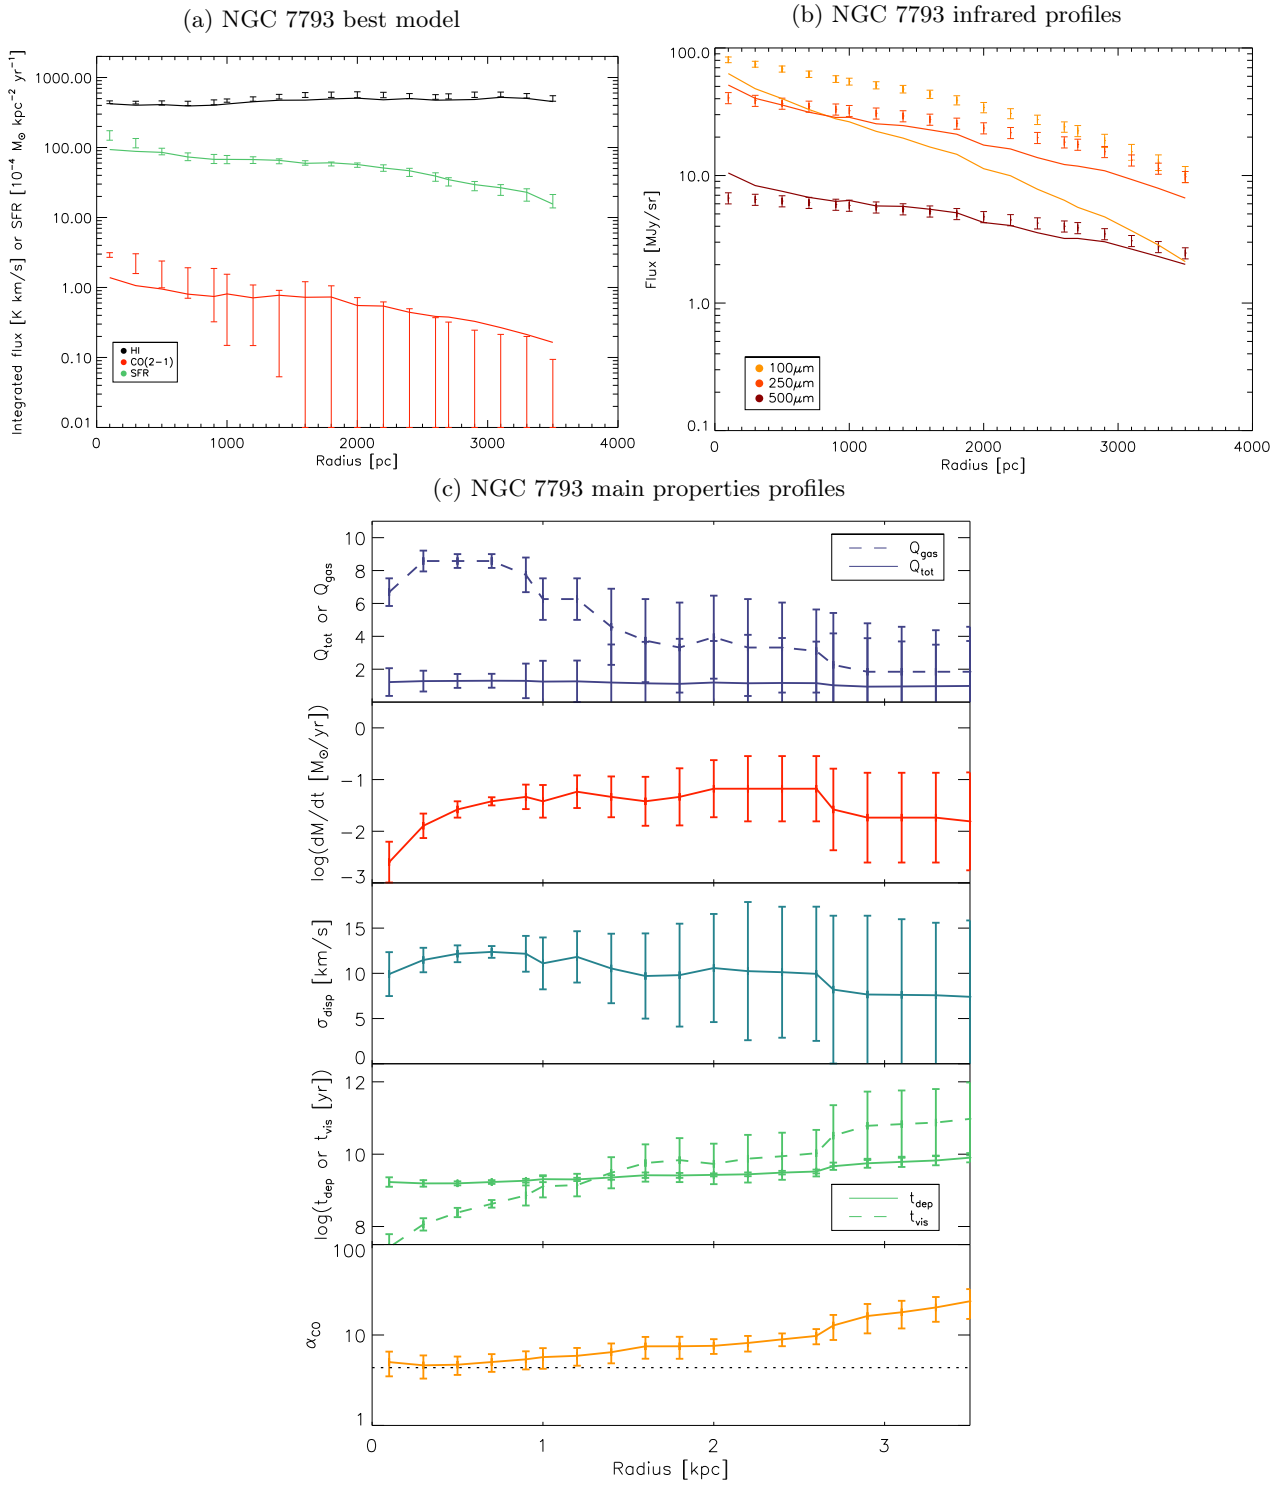 (a) NGC 7793 best model
Integrated flux [K km/s] or SFR [10⁻⁴ M☉ kpc⁻² yr⁻¹]
1000.00
100.00
10.00
1.00
0.10
0.01
HI
CO(2−1)
SFR
0 1000 2000 3000 4000
Radius [pc]
(b) NGC 7793 infrared profiles
Flux [MJy/sr]
100.0
10.0
1.0
0.1
100μm
250μm
500μm
0 1000 2000 3000 4000
Radius [pc]
(c) NGC 7793 main properties profiles
Q_tot or Q_gas
10
8
6
4
2
Q_gas
Q_tot
log(dM/dt [M☉/yr])
0
−1
−2
−3
σ_disp [km/s]
15
10
5
0
log(t_dep or t_vis [yr])
12
10
8
t_dep
t_vis
α_CO
100
10
1
0 1 2 3
Radius [kpc]